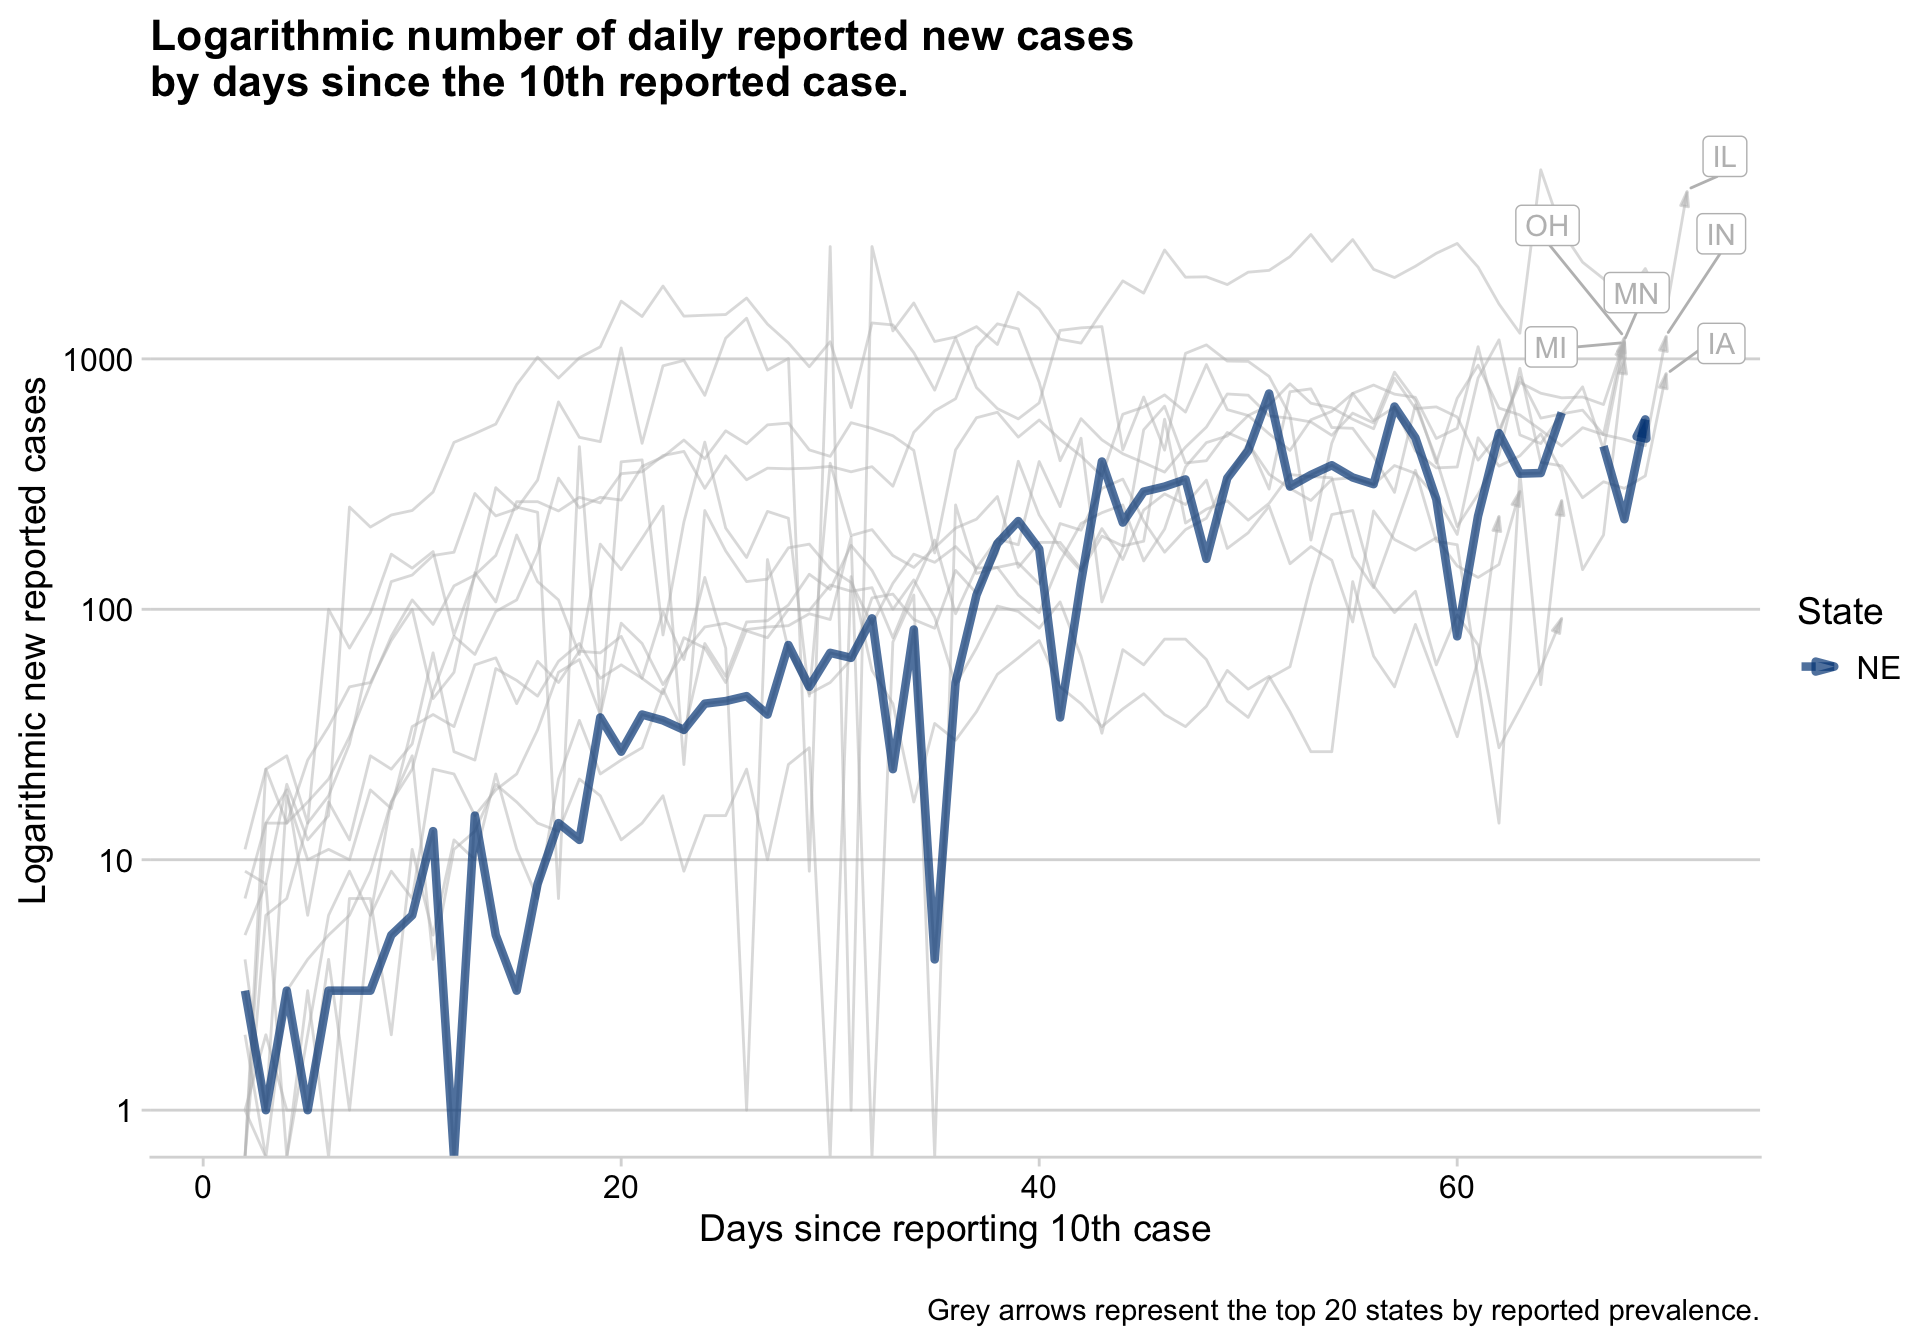 Logarithmic number of daily reported new cases
by days since the 10th reported case.
IL
OH
IN
MN
MI
IA
1000
100
10
1
Logarithmic new reported cases
State
NE
0
20
40
60
Days since reporting 10th case
Grey arrows represent the top 20 states by reported prevalence.